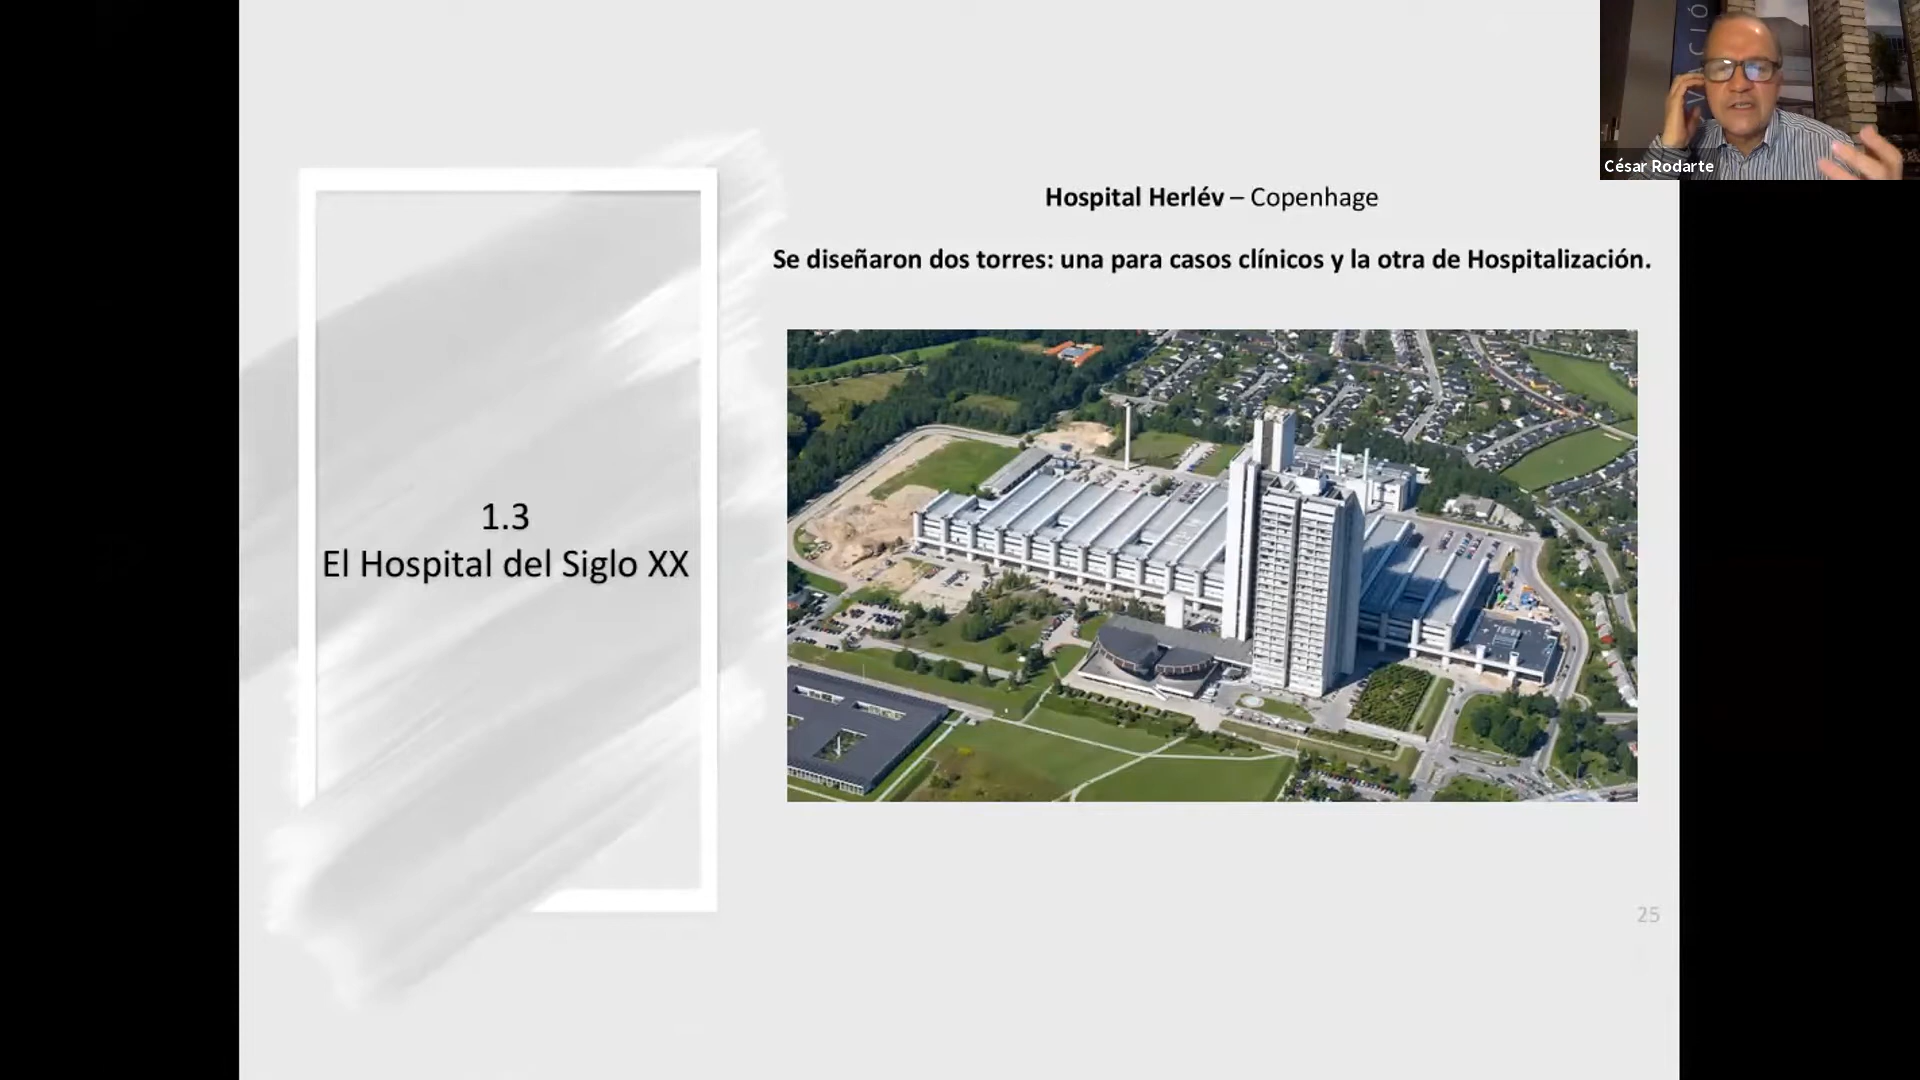 Hospital Herlév – Copenhage
Se diseñaron dos torres: una para casos clínicos y la otra de Hospitalización.
1.3
El Hospital del Siglo XX
25
César Rodarte